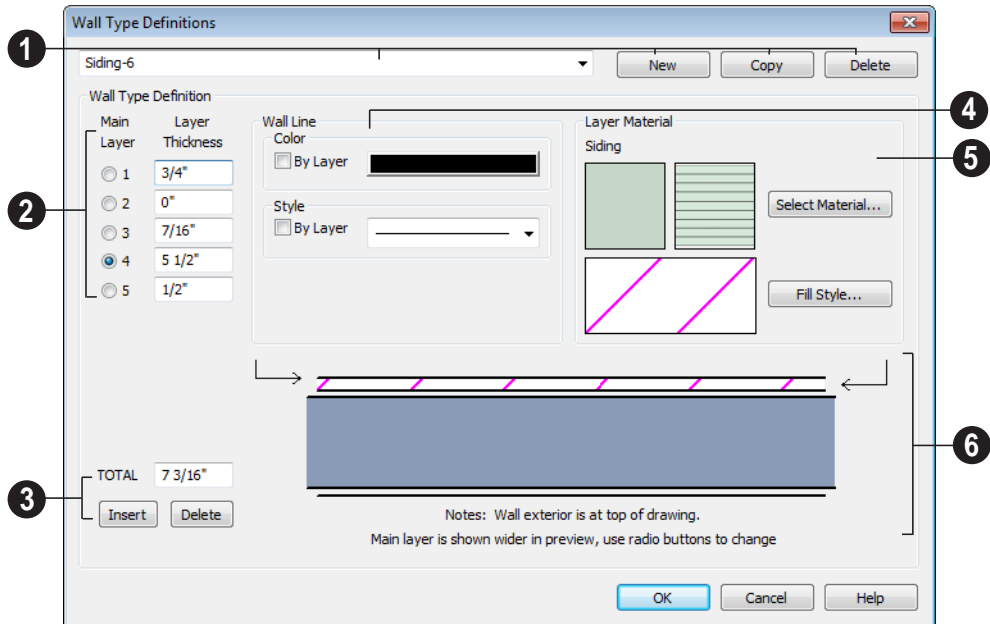 Wall Type Definitions
1
Siding-6
New
Copy
Delete
Wall Type Definition
Main Layer
Layer Thickness
1 3/4"
2 0"
3 7/16"
4 5 1/2"
5 1/2"
2
Wall Line
Color
By Layer
Style
By Layer
4
Layer Material
Siding
5
Select Material...
Fill Style...
TOTAL 7 3/16"
3
Insert
Delete
6
Notes: Wall exterior is at top of drawing.
Main layer is shown wider in preview, use radio buttons to change
OK
Cancel
Help